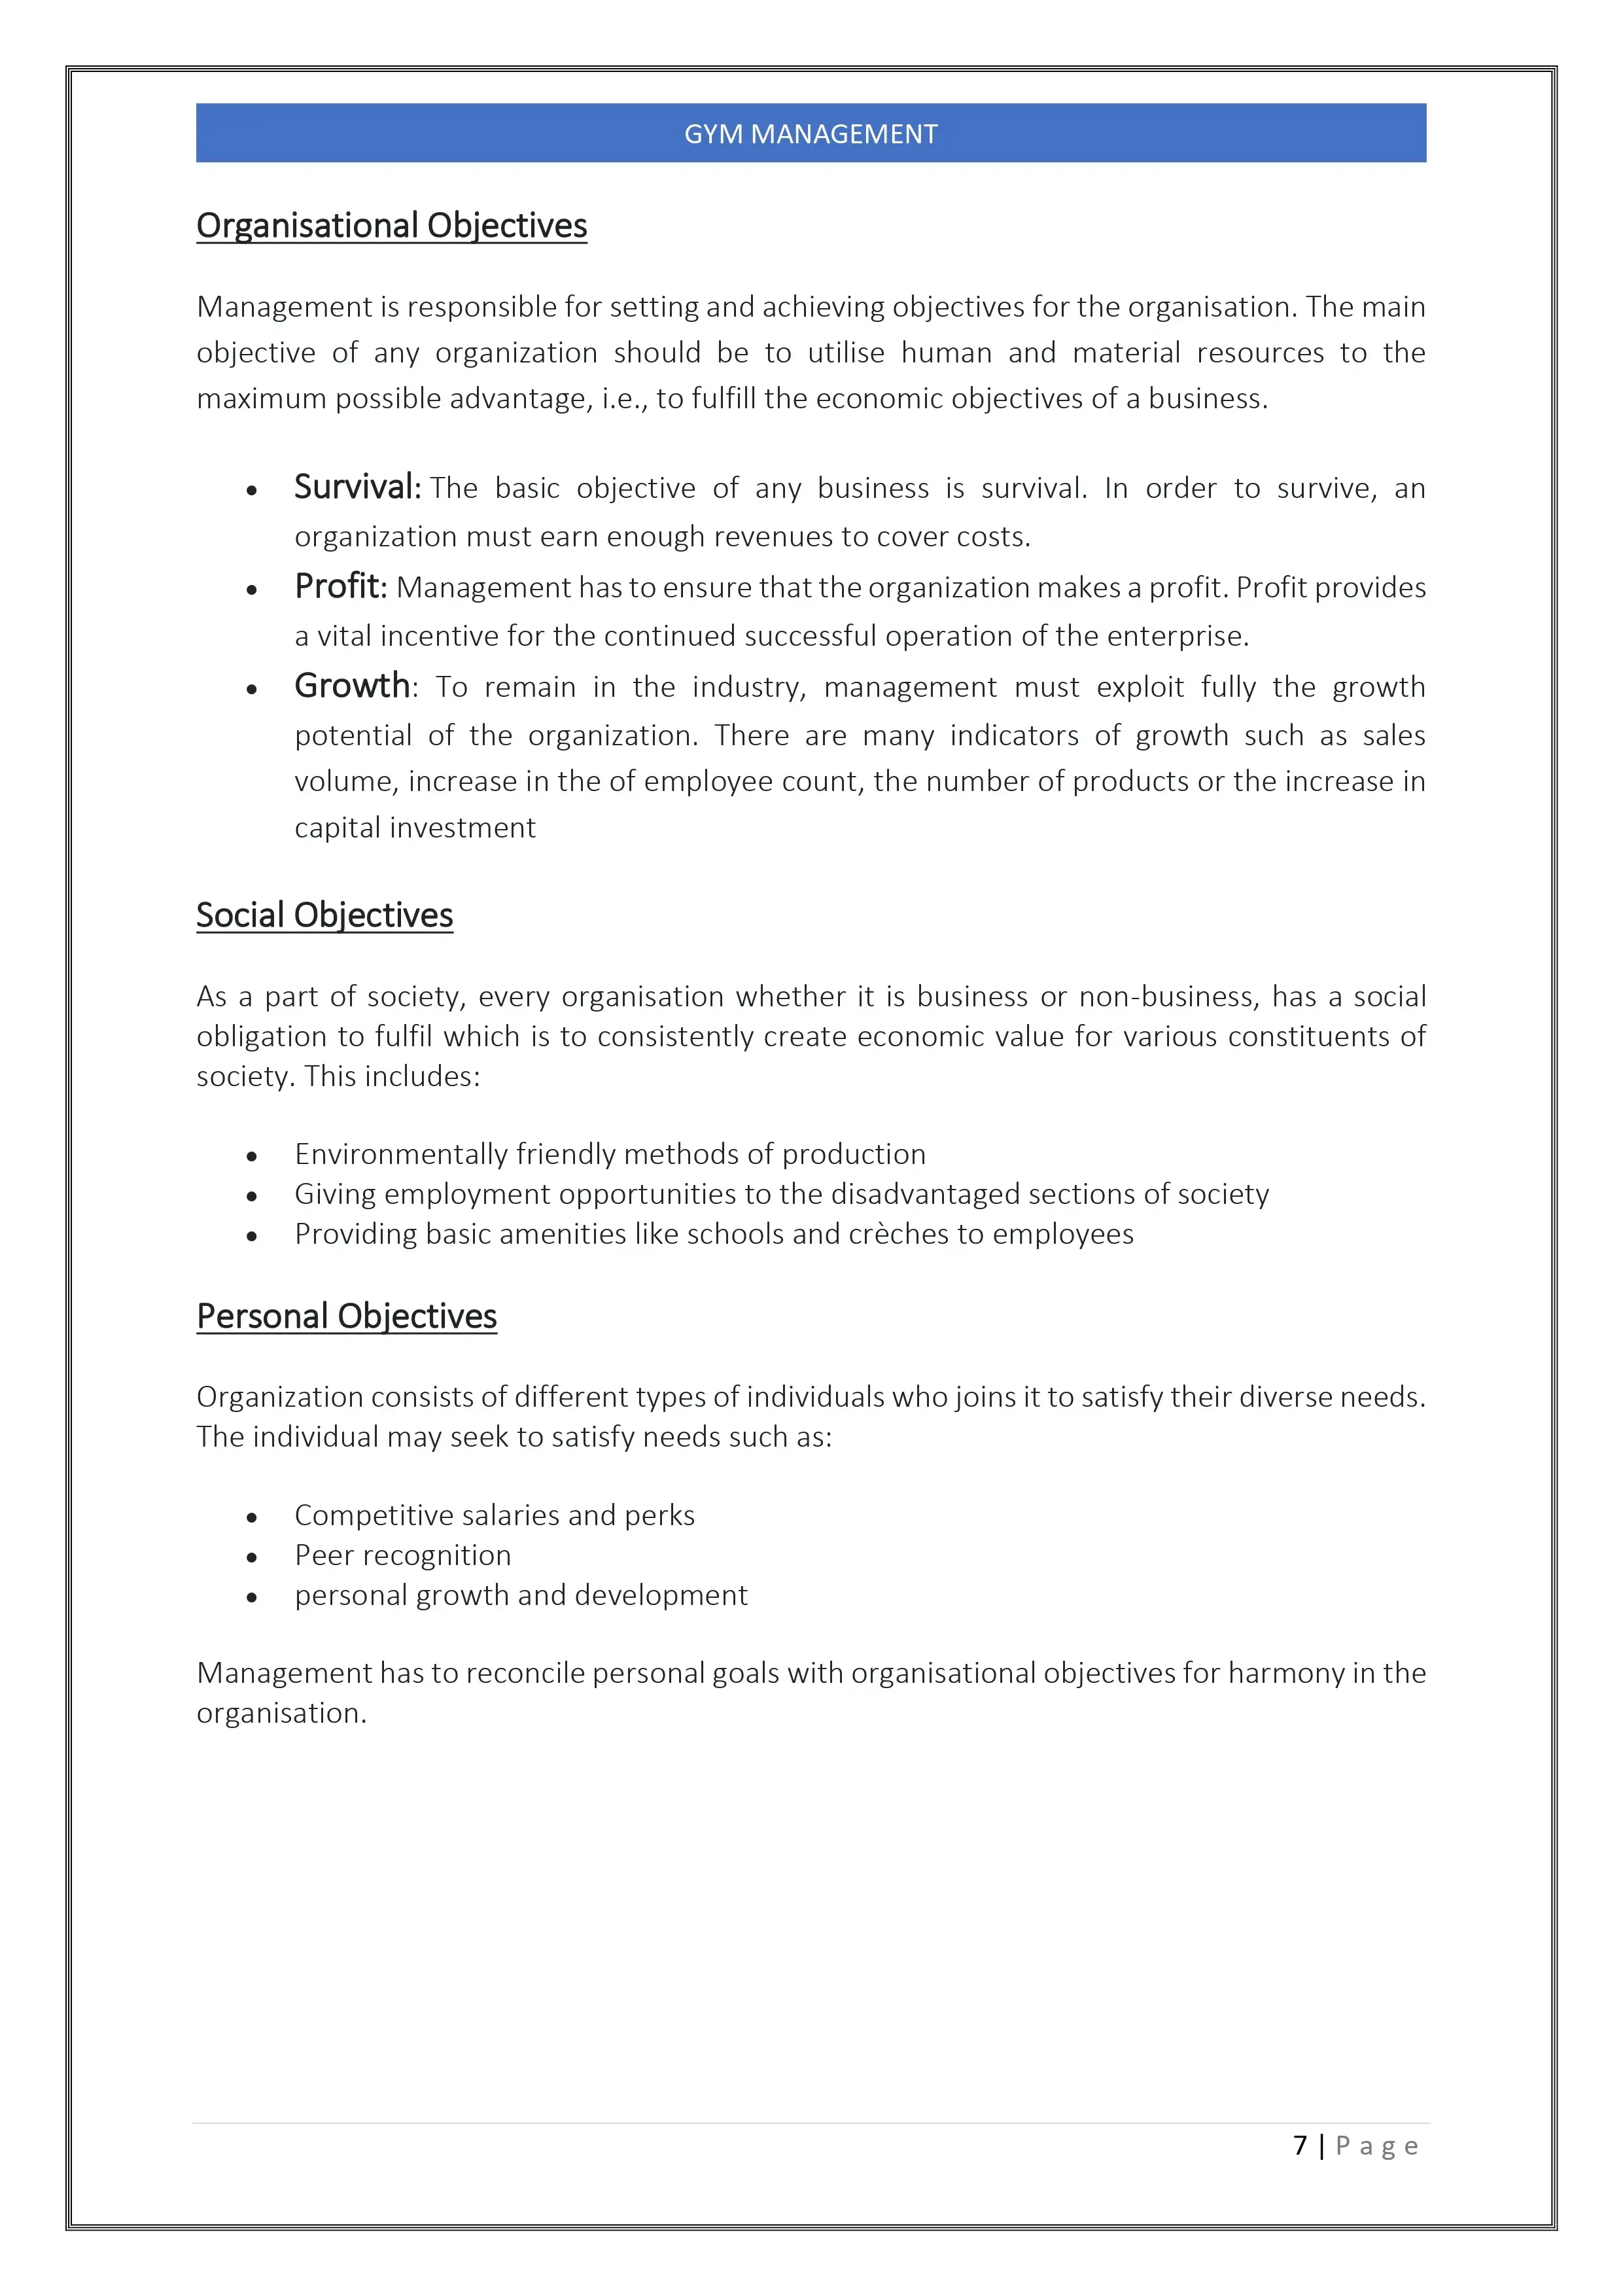 GYM MANAGEMENT
Organisational Objectives
Management is responsible for setting and achieving objectives for the organisation. The main
objective of any organization should be to utilise human and material resources to the
maximum possible advantage, i.e., to fulfill the economic objectives of a business.
• Survival: The basic objective of any business is survival. In order to survive, an
organization must earn enough revenues to cover costs.
• Profit: Management has to ensure that the organization makes a profit. Profit provides
a vital incentive for the continued successful operation of the enterprise.
• Growth: To remain in the industry, management must exploit fully the growth
potential of the organization. There are many indicators of growth such as sales
volume, increase in the of employee count, the number of products or the increase in
capital investment
Social Objectives
As a part of society, every organisation whether it is business or non-business, has a social
obligation to fulfil which is to consistently create economic value for various constituents of
society. This includes:
• Environmentally friendly methods of production
• Giving employment opportunities to the disadvantaged sections of society
• Providing basic amenities like schools and crèches to employees
Personal Objectives
Organization consists of different types of individuals who joins it to satisfy their diverse needs.
The individual may seek to satisfy needs such as:
• Competitive salaries and perks
• Peer recognition
• personal growth and development
Management has to reconcile personal goals with organisational objectives for harmony in the
organisation.
7 | P a g e